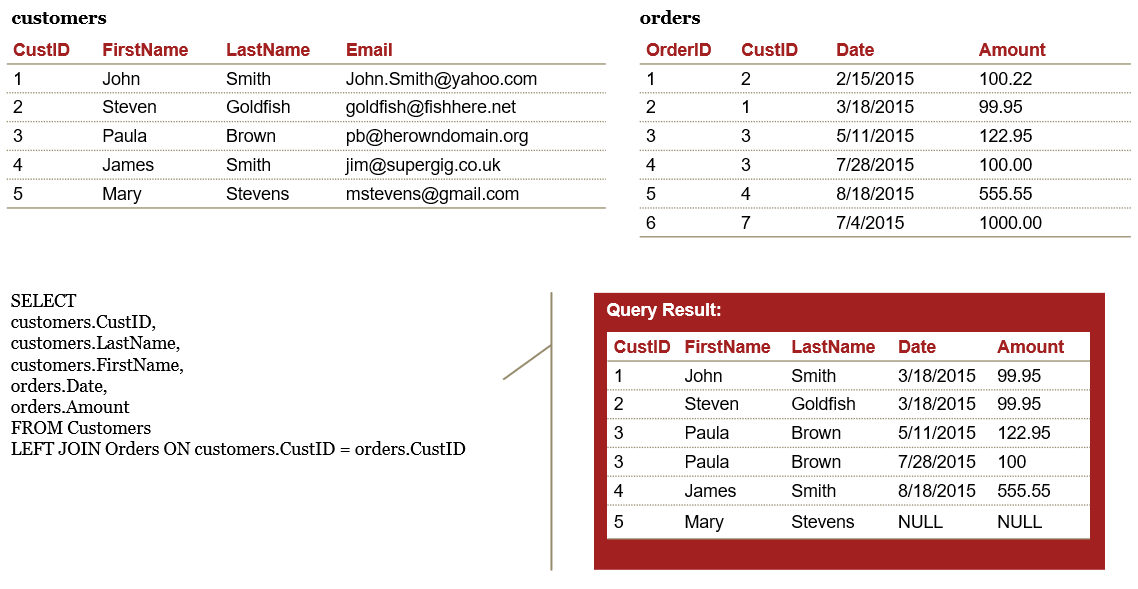 customers
CustID FirstName LastName Email
1 John Smith John.Smith@yahoo.com
2 Steven Goldfish goldfish@fishhere.net
3 Paula Brown pb@herowndomain.org
4 James Smith jim@supergig.co.uk
5 Mary Stevens mstevens@gmail.com
orders
OrderID CustID Date Amount
1 2 2/15/2015 100.22
2 1 3/18/2015 99.95
3 3 5/11/2015 122.95
4 3 7/28/2015 100.00
5 4 8/18/2015 555.55
6 7 7/4/2015 1000.00
SELECT
customers.CustID,
customers.LastName,
customers.FirstName,
orders.Date,
orders.Amount
FROM Customers
LEFT JOIN Orders ON customers.CustID = orders.CustID
Query Result:
CustID FirstName LastName Date Amount
1 John Smith 3/18/2015 99.95
2 Steven Goldfish 3/18/2015 99.95
3 Paula Brown 5/11/2015 122.95
3 Paula Brown 7/28/2015 100
4 James Smith 8/18/2015 555.55
5 Mary Stevens NULL NULL